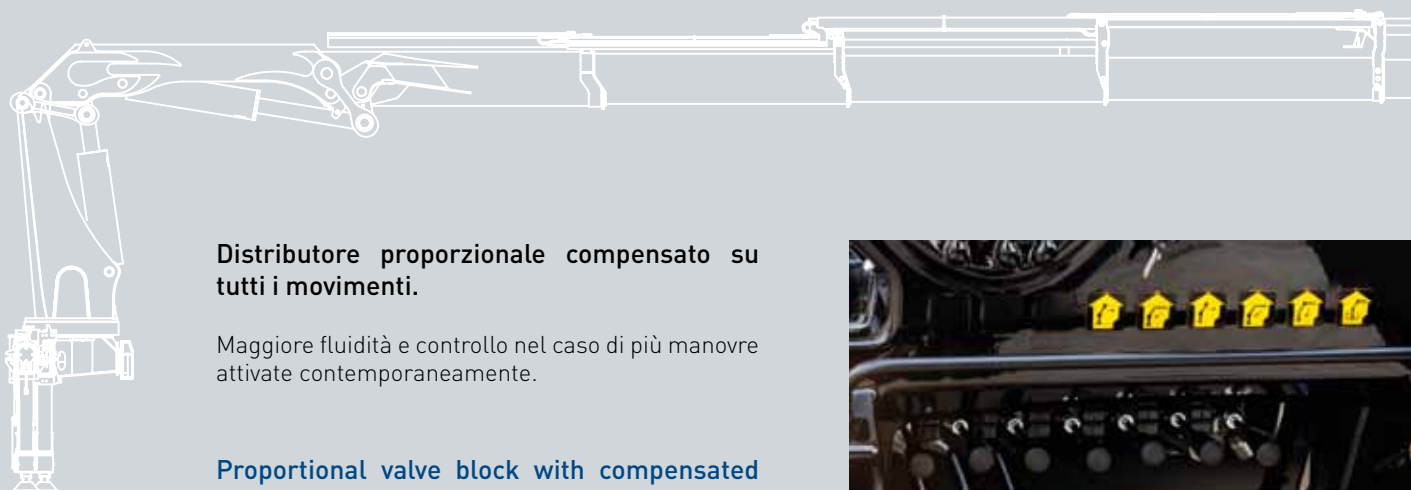 Distributore proporzionale compensato su
tutti i movimenti.
Maggiore fluidità e controllo nel caso di più manovre
attivate contemporaneamente.
Proportional valve block with compensated